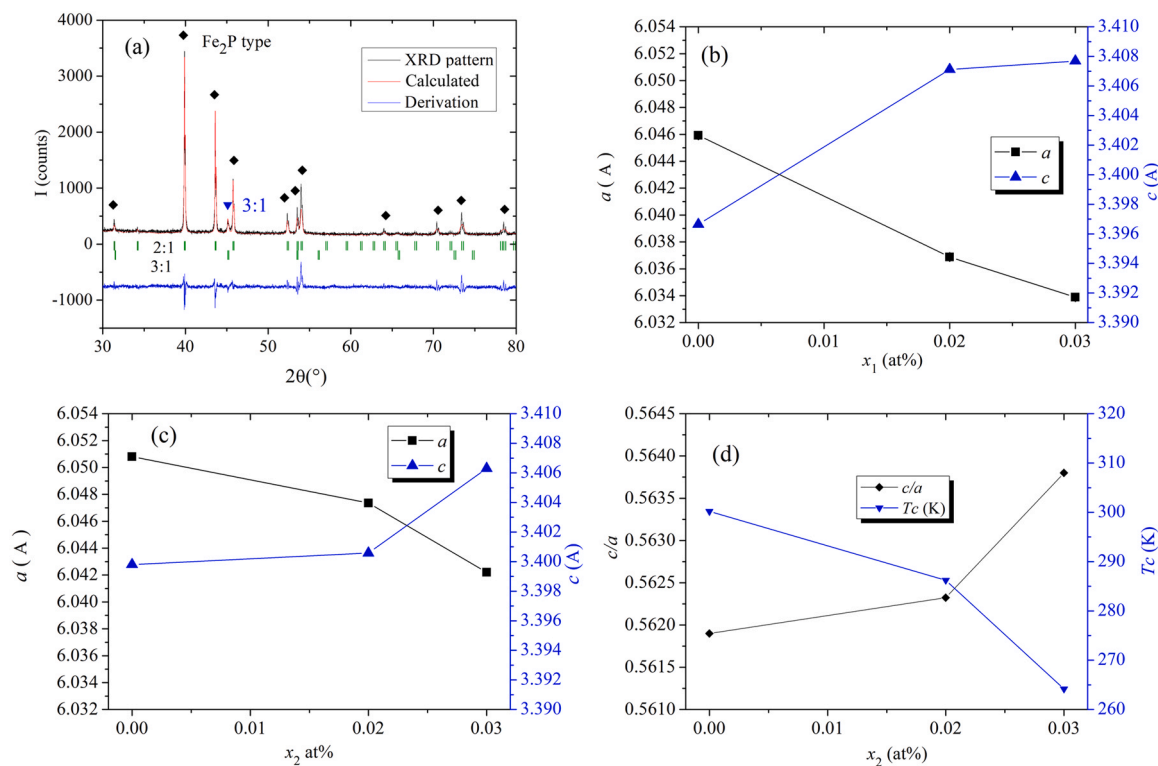 (a)
Fe2P type
XRD pattern
Calculated
Derivation
4000
3000
2000
1000
0
-1000
I (counts)
3:1
2:1
3:1
30 40 50 60 70 80
2θ(°)
(b)
a
c
6.054
6.052
6.050
6.048
6.046
6.044
6.042
6.040
6.038
6.036
6.034
6.032
a ( A )
3.410
3.408
3.406
3.404
3.402
3.400
3.398
3.396
3.394
3.392
3.390
c (A)
0.00 0.01 0.02 0.03
x1 (at%)
(c)
a
c
6.054
6.052
6.050
6.048
6.046
6.044
6.042
6.040
6.038
6.036
6.034
6.032
a ( A )
3.410
3.408
3.406
3.404
3.402
3.400
3.398
3.396
3.394
3.392
3.390
c (A)
0.00 0.01 0.02 0.03
x2 at%
(d)
c/a
Tc (K)
0.5645
0.5640
0.5635
0.5630
0.5625
0.5620
0.5615
0.5610
c/a
320
310
300
290
280
270
260
Tc (K)
0.00 0.01 0.02 0.03
x2 (at%)